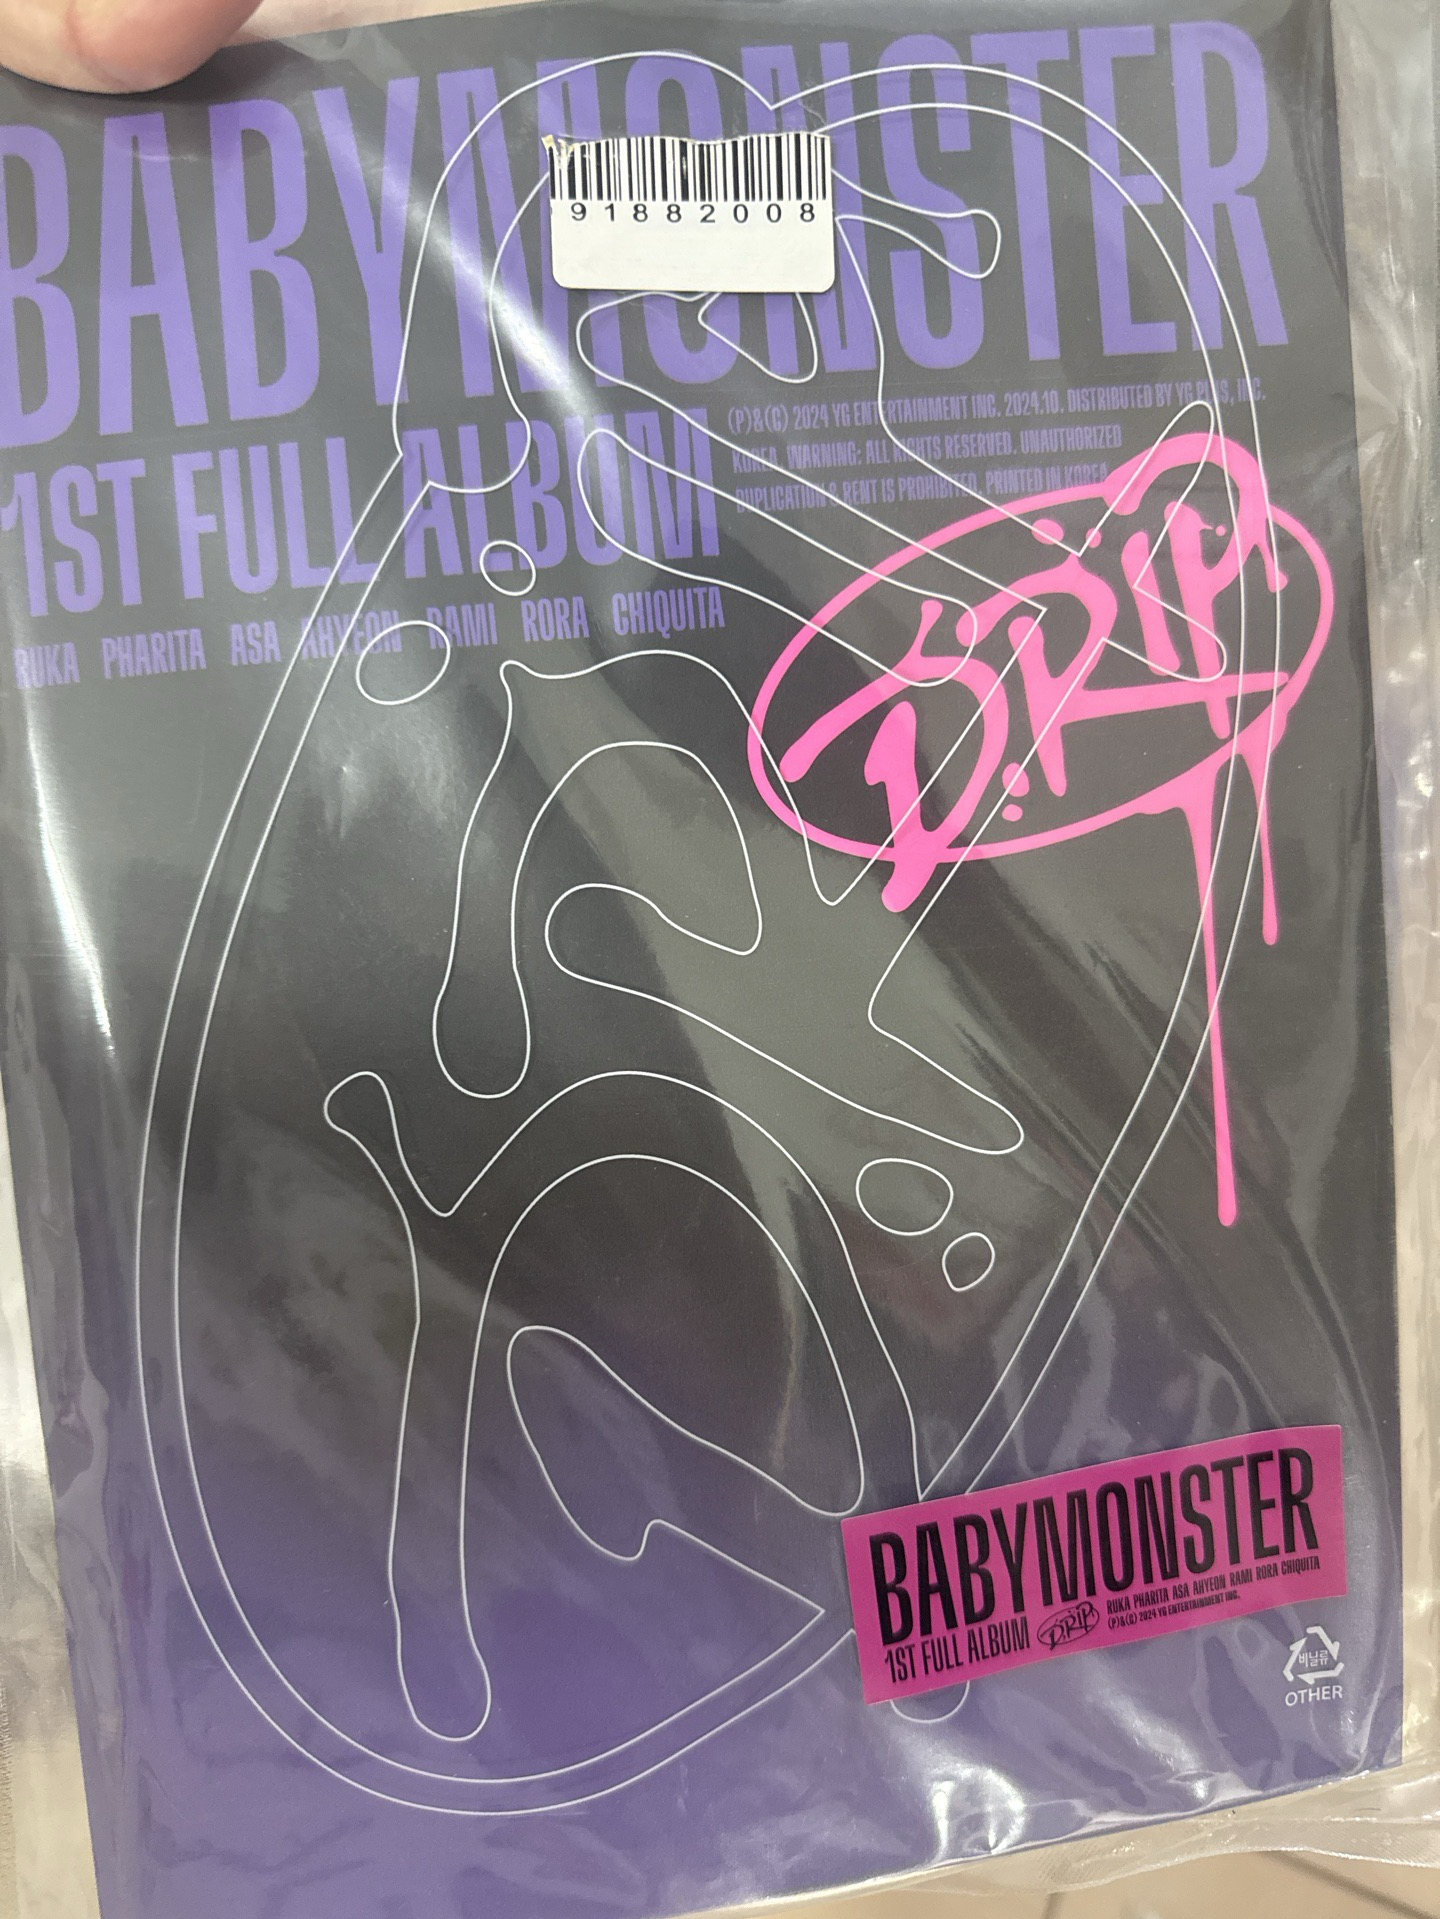 BABYMONSTER
91882008
1ST FULL ALBUM
(P)&(C) 2024 YG ENTERTAINMENT INC. 2024.10. DISTRIBUTED BY YG PLUS, INC.
KOREA. WARNING: ALL RIGHTS RESERVED. UNAUTHORIZED
DUPLICATION & RENT IS PROHIBITED. PRINTED IN KOREA
RUKA PHARITA ASA AHYEON RAMI RORA CHIQUITA
DRIP
BABYMONSTER
1ST FULL ALBUM DRIP RUKA PHARITA ASA AHYEON RAMI RORA CHIQUITA
(P)&(C) 2024 YG ENTERTAINMENT INC.
비닐류
OTHER